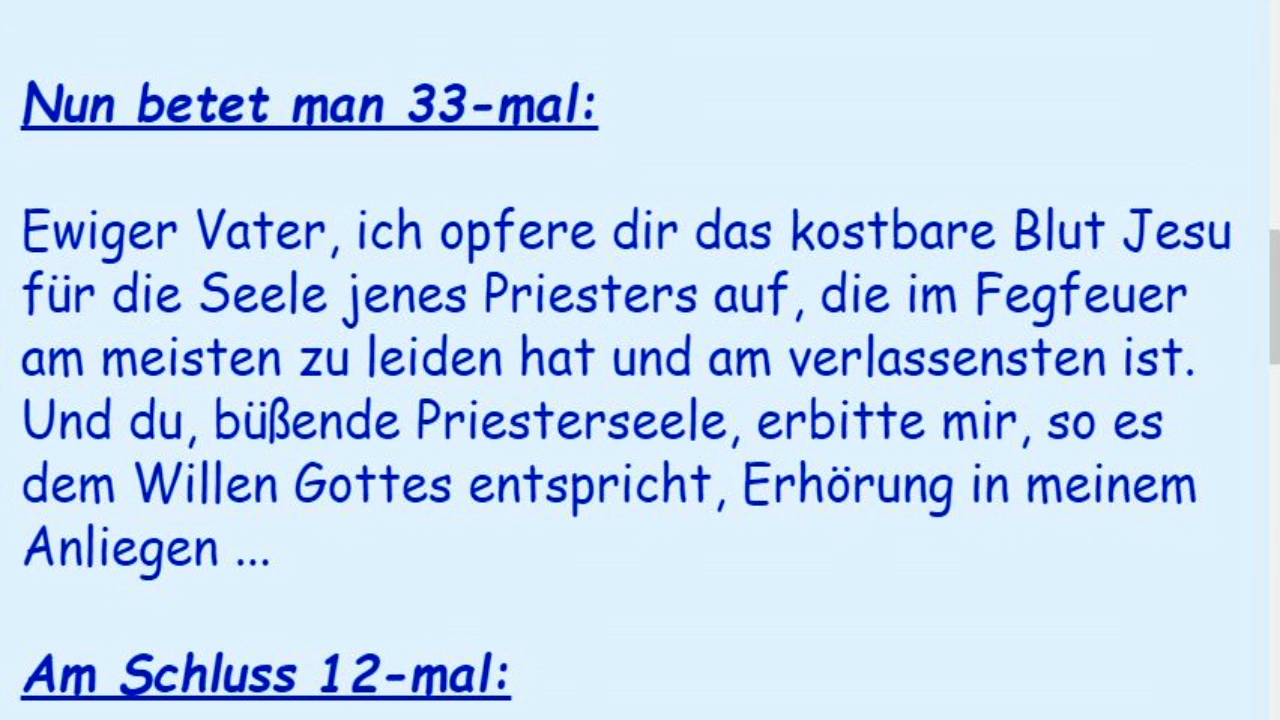 Nun betet man 33-mal:
Ewiger Vater, ich opfere dir das kostbare Blut Jesu
für die Seele jenes Priesters auf, die im Fegfeuer
am meisten zu leiden hat und am verlassensten ist.
Und du, büßende Priesterseele, erbitte mir, so es
dem Willen Gottes entspricht, Erhörung in meinem
Anliegen ...
Am Schluss 12-mal: